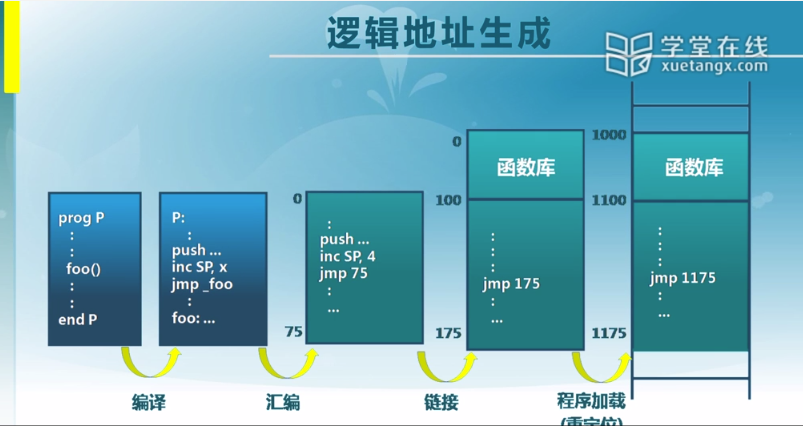 逻辑地址生成
学堂在线
xuetangx.com
prog P
:
:
foo()
:
:
end P
P:
:
push ...
inc SP, x
jmp _foo
:
foo: ...
0
:
push ...
inc SP, 4
jmp 75
:
...
75
0
函数库
100
:
:
jmp 175
:
...
175
1000
函数库
1100
:
:
:
jmp 1175
:
...
1175
编译
汇编
链接
程序加载
(重定位)